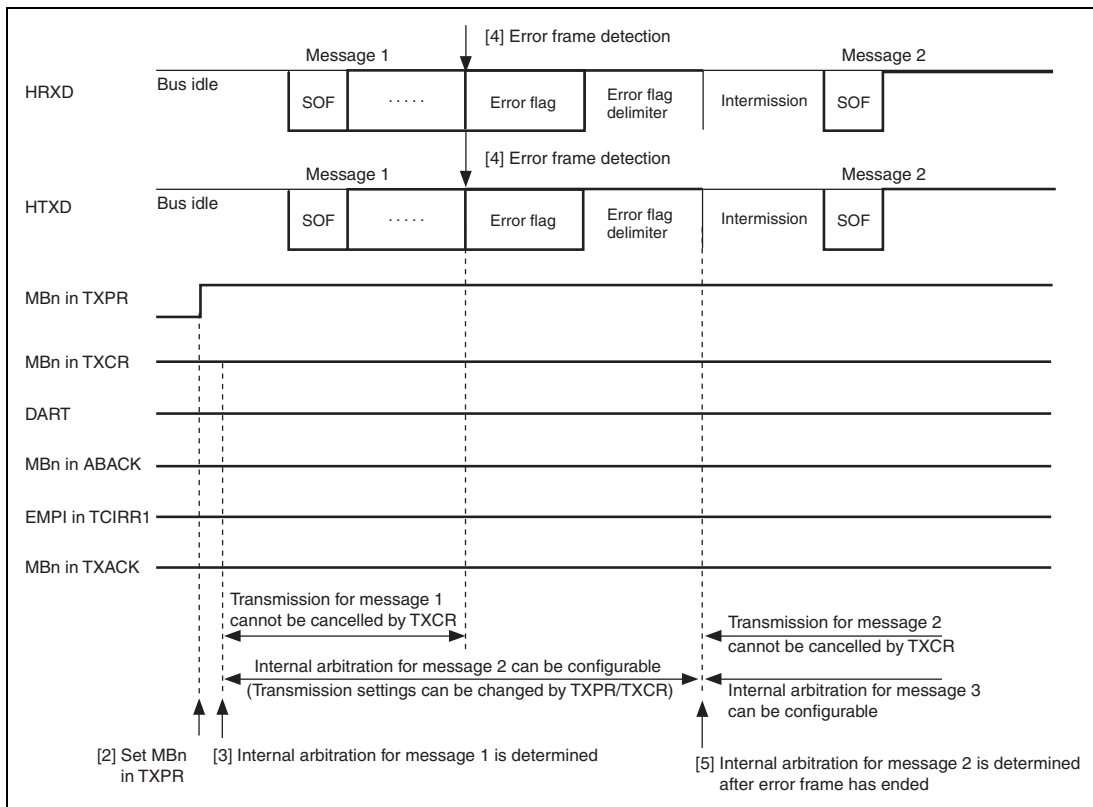 [4] Error frame detection
Message 1
Message 2
HRXD
Bus idle
SOF
.....
Error flag
Error flag
delimiter
Intermission
SOF
[4] Error frame detection
Message 1
Message 2
HTXD
Bus idle
SOF
.....
Error flag
Error flag
delimiter
Intermission
SOF
MBn in TXPR
MBn in TXCR
DART
MBn in ABACK
EMPI in TCIRR1
MBn in TXACK
Transmission for message 1
cannot be cancelled by TXCR
Transmission for message 2
cannot be cancelled by TXCR
Internal arbitration for message 2 can be configurable
(Transmission settings can be changed by TXPR/TXCR)
Internal arbitration for message 3
can be configurable
[2] Set MBn
in TXPR
[3] Internal arbitration for message 1 is determined
[5] Internal arbitration for message 2 is determined
after error frame has ended